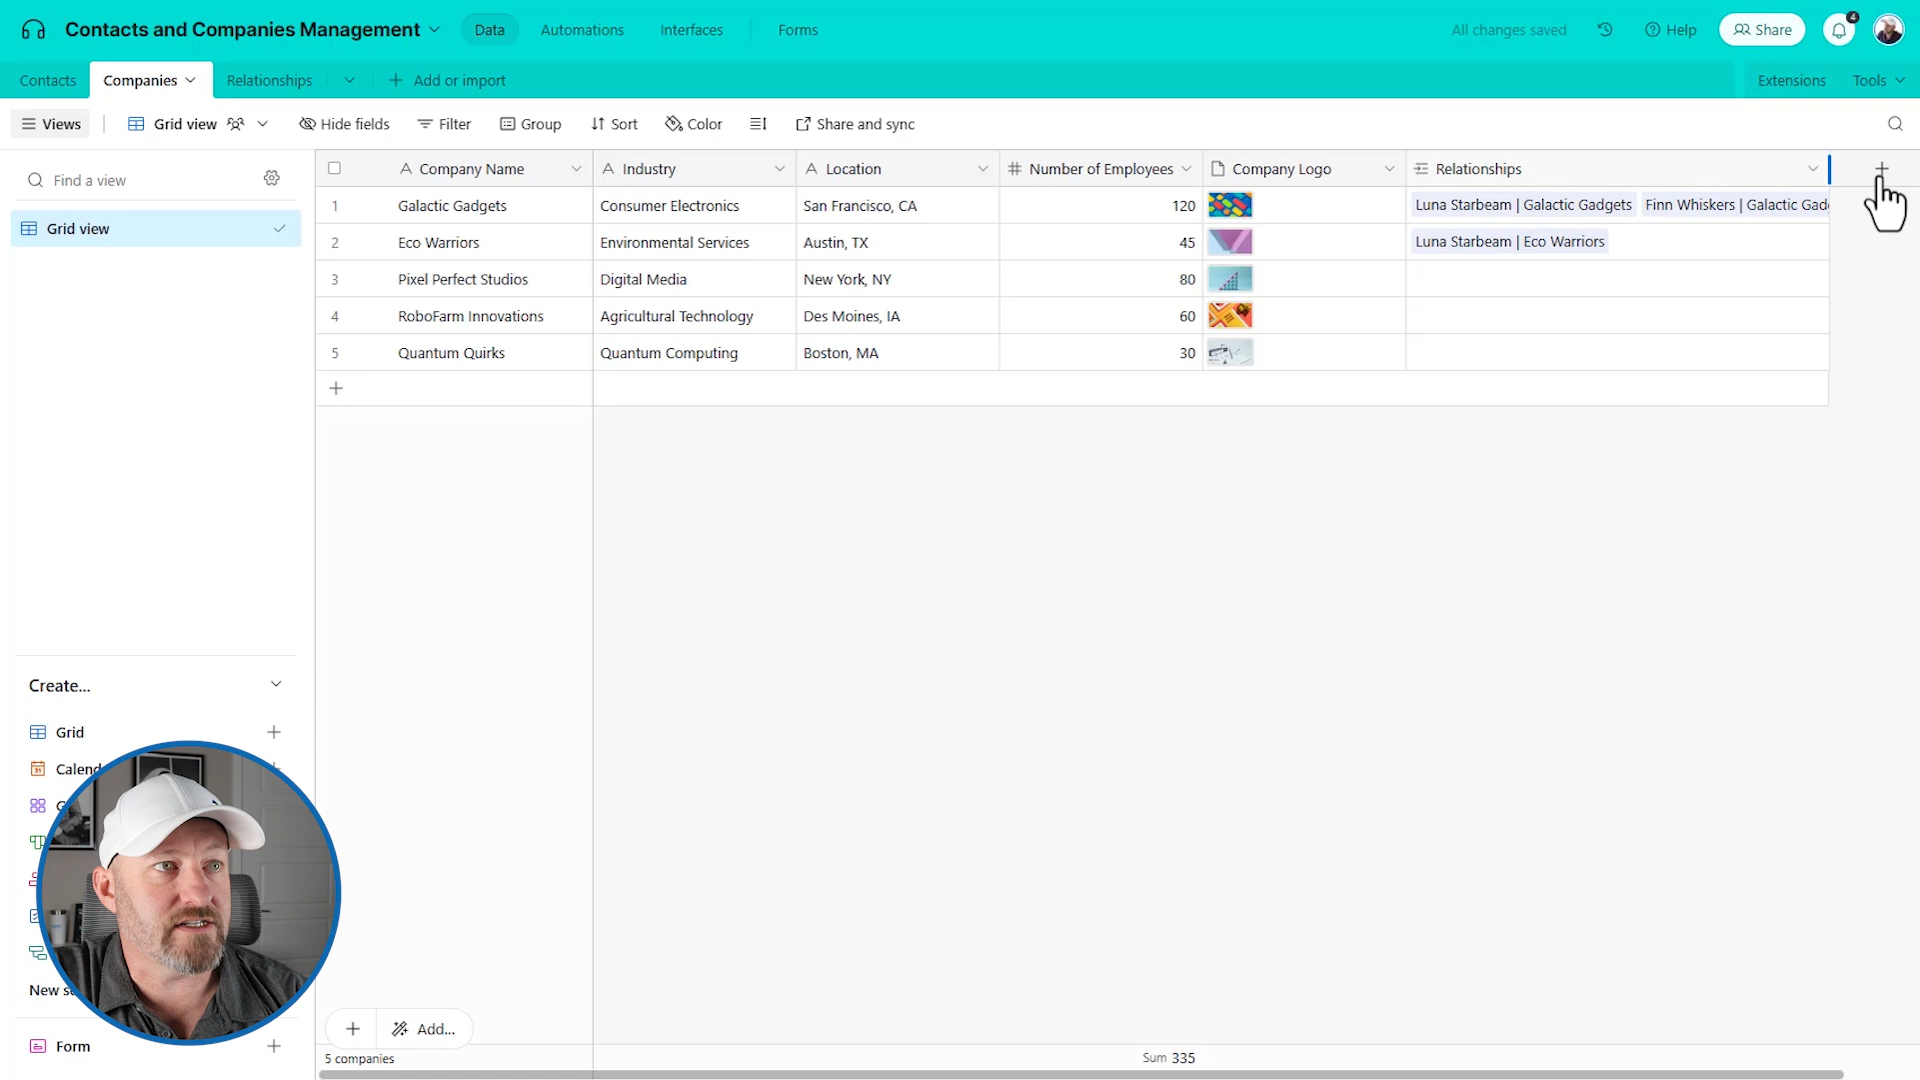 Contacts and Companies Management
Data
Automations
Interfaces
Forms
All changes saved
Help
Share
4
Contacts
Companies
Relationships
Add or import
Extensions
Tools
Views
Grid view
Hide fields
Filter
Group
Sort
Color
Share and sync
Find a view
Grid view
Company Name
Industry
Location
Number of Employees
Company Logo
Relationships
1 Galactic Gadgets Consumer Electronics San Francisco, CA 120 Luna Starbeam | Galactic Gadgets Finn Whiskers | Galactic Gad
2 Eco Warriors Environmental Services Austin, TX 45 Luna Starbeam | Eco Warriors
3 Pixel Perfect Studios Digital Media New York, NY 80
4 RoboFarm Innovations Agricultural Technology Des Moines, IA 60
5 Quantum Quirks Quantum Computing Boston, MA 30
Create...
Grid
Calend
New s
Form
Add...
5 companies
Sum 335